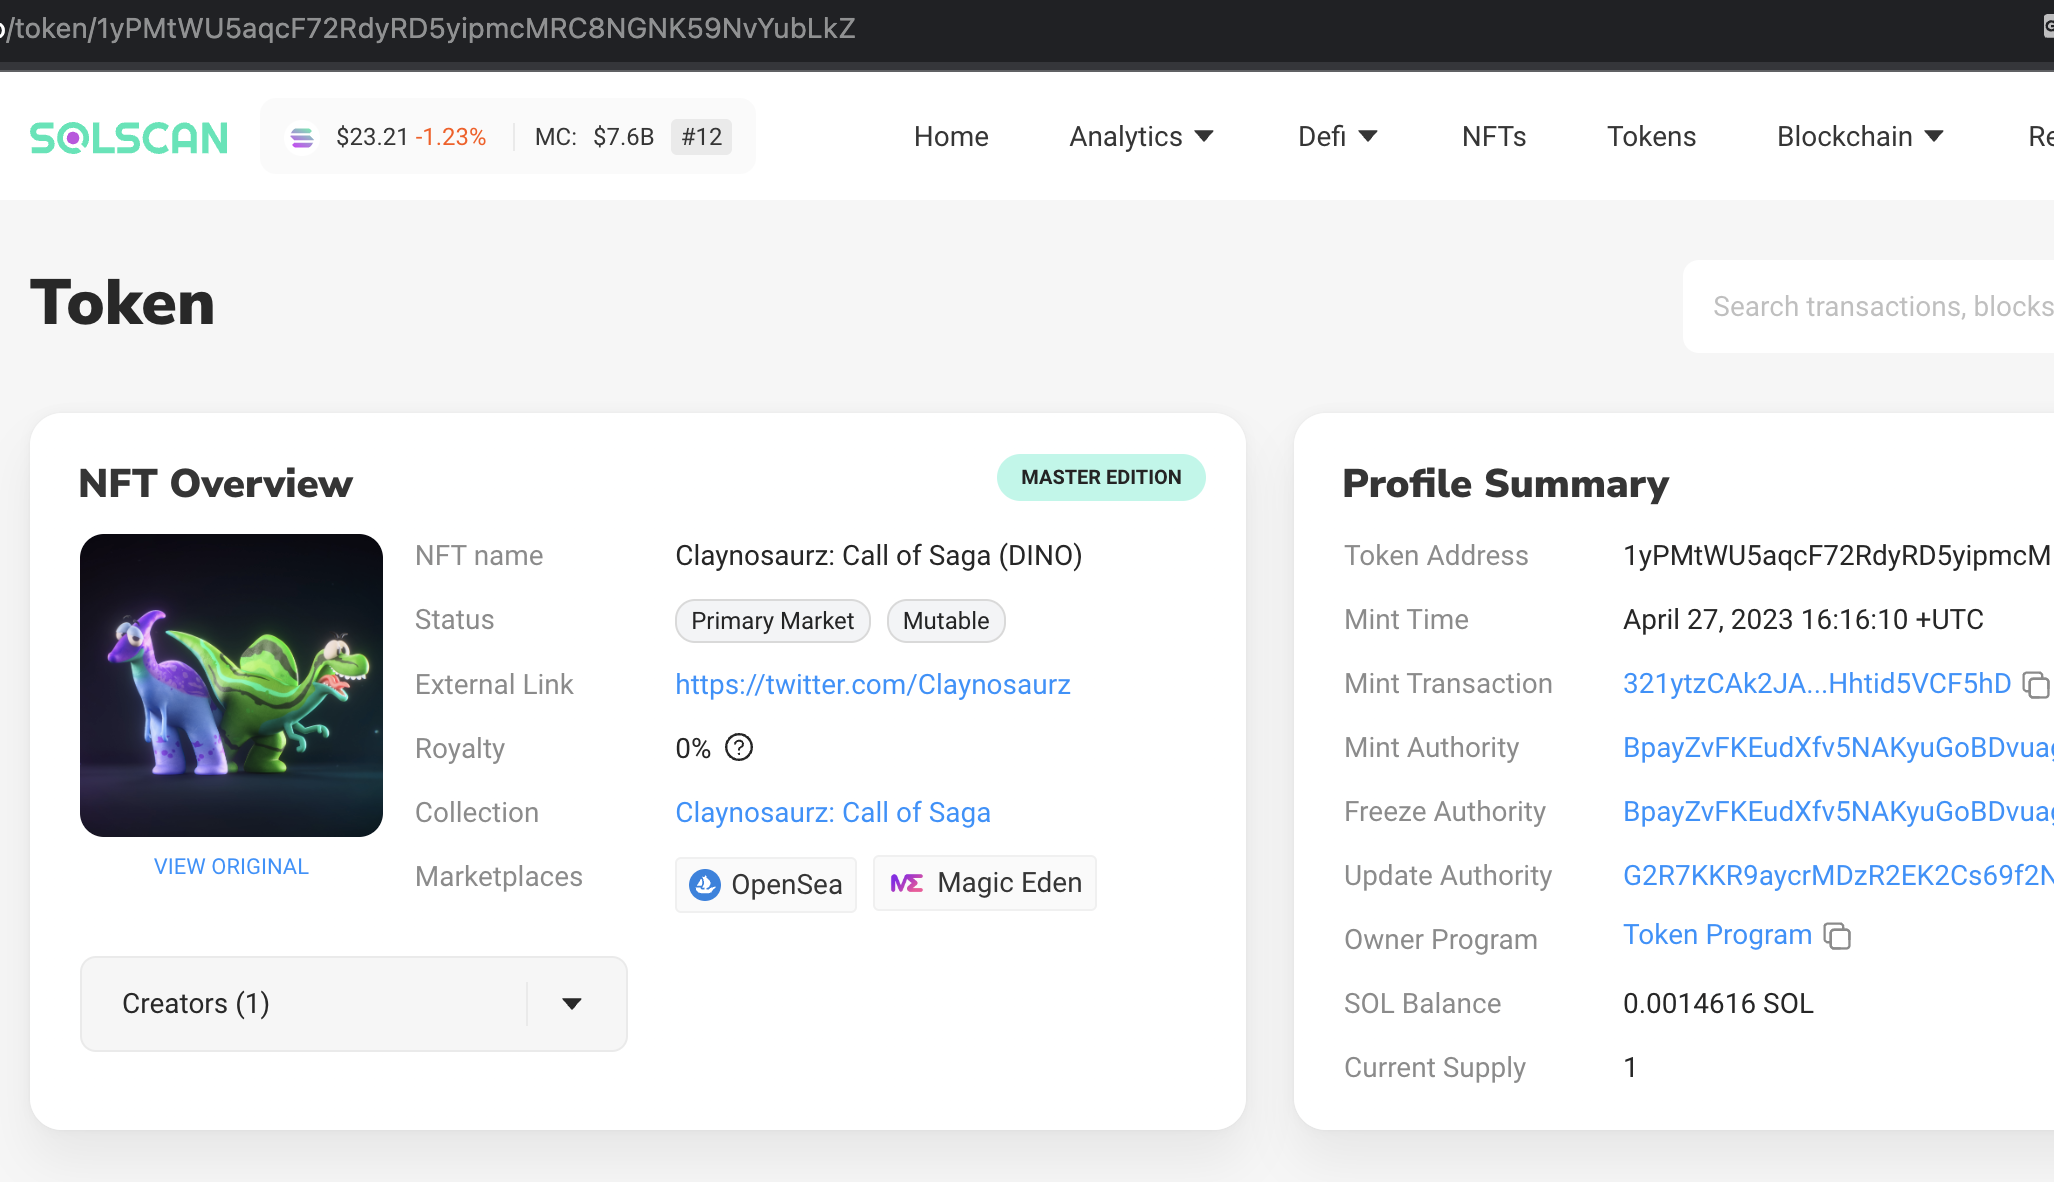 /token/1yPMtWU5aqcF72RdyRD5yipmcMRC8NGNK59NvYubLkZ
SOLSCAN $23.21 -1.23% MC: $7.6B #12 Home Analytics Defi NFTs Tokens Blockchain Re
Token
Search transactions, blocks
NFT Overview MASTER EDITION
NFT name Claynosaurz: Call of Saga (DINO)
Status Primary Market Mutable
External Link https://twitter.com/Claynosaurz
Royalty 0%
Collection Claynosaurz: Call of Saga
VIEW ORIGINAL
Marketplaces OpenSea ME Magic Eden
Creators (1)
Profile Summary
Token Address 1yPMtWU5aqcF72RdyRD5yipmcM
Mint Time April 27, 2023 16:16:10 +UTC
Mint Transaction 321ytzCAk2JA...Hhtid5VCF5hD
Mint Authority BpayZvFKEudXfv5NAKyuGoBDvuag
Freeze Authority BpayZvFKEudXfv5NAKyuGoBDvuag
Update Authority G2R7KKR9aycrMDzR2EK2Cs69f2N
Owner Program Token Program
SOL Balance 0.0014616 SOL
Current Supply 1